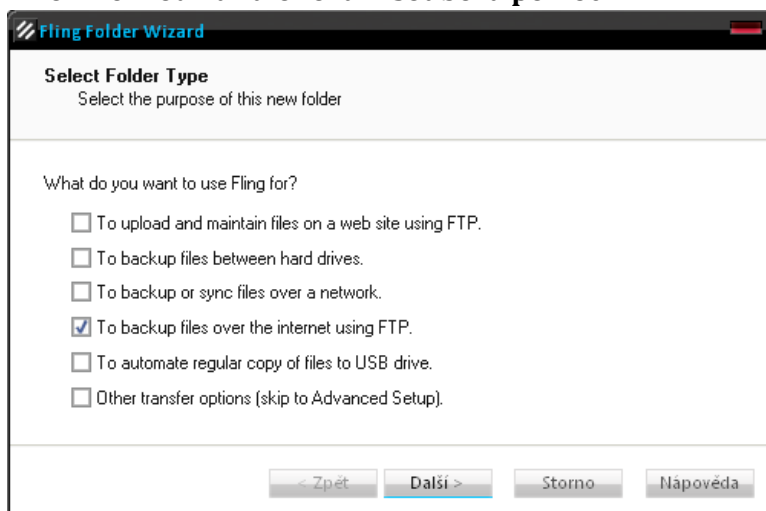 Fling Folder Wizard
Select Folder Type
Select the purpose of this new folder
What do you want to use Fling for?
To upload and maintain files on a web site using FTP.
To backup files between hard drives.
To backup or sync files over a network.
To backup files over the internet using FTP.
To automate regular copy of files to USB drive.
Other transfer options (skip to Advanced Setup).
< Zpět Další > Storno Nápověda